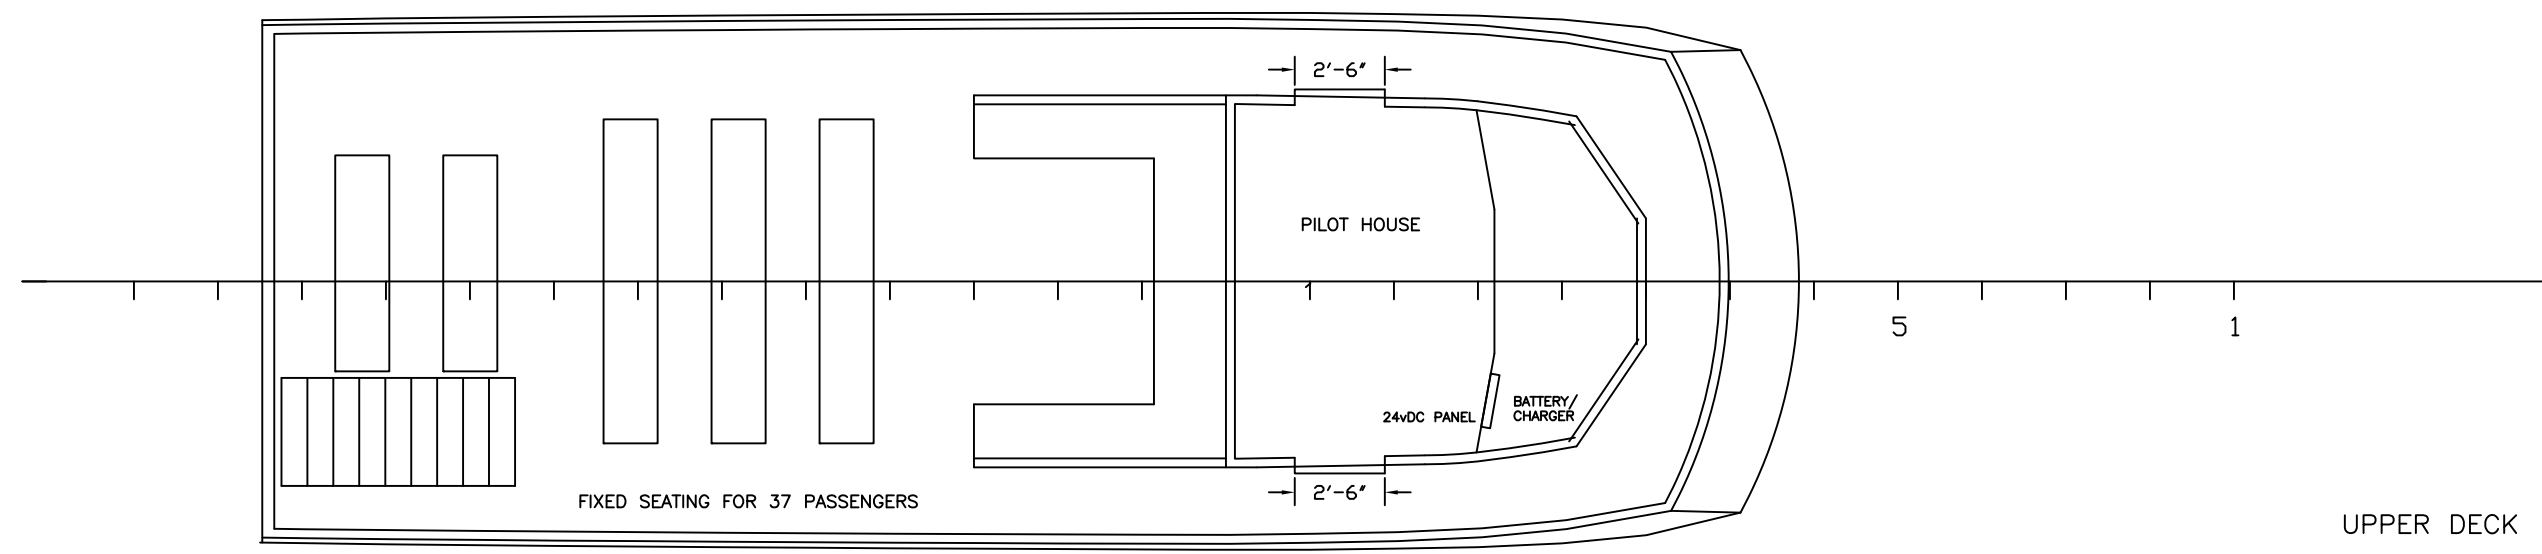 2'-6"
PILOT HOUSE
5
1
24vDC PANEL
BATTERY/
CHARGER
FIXED SEATING FOR 37 PASSENGERS
2'-6"
UPPER DECK